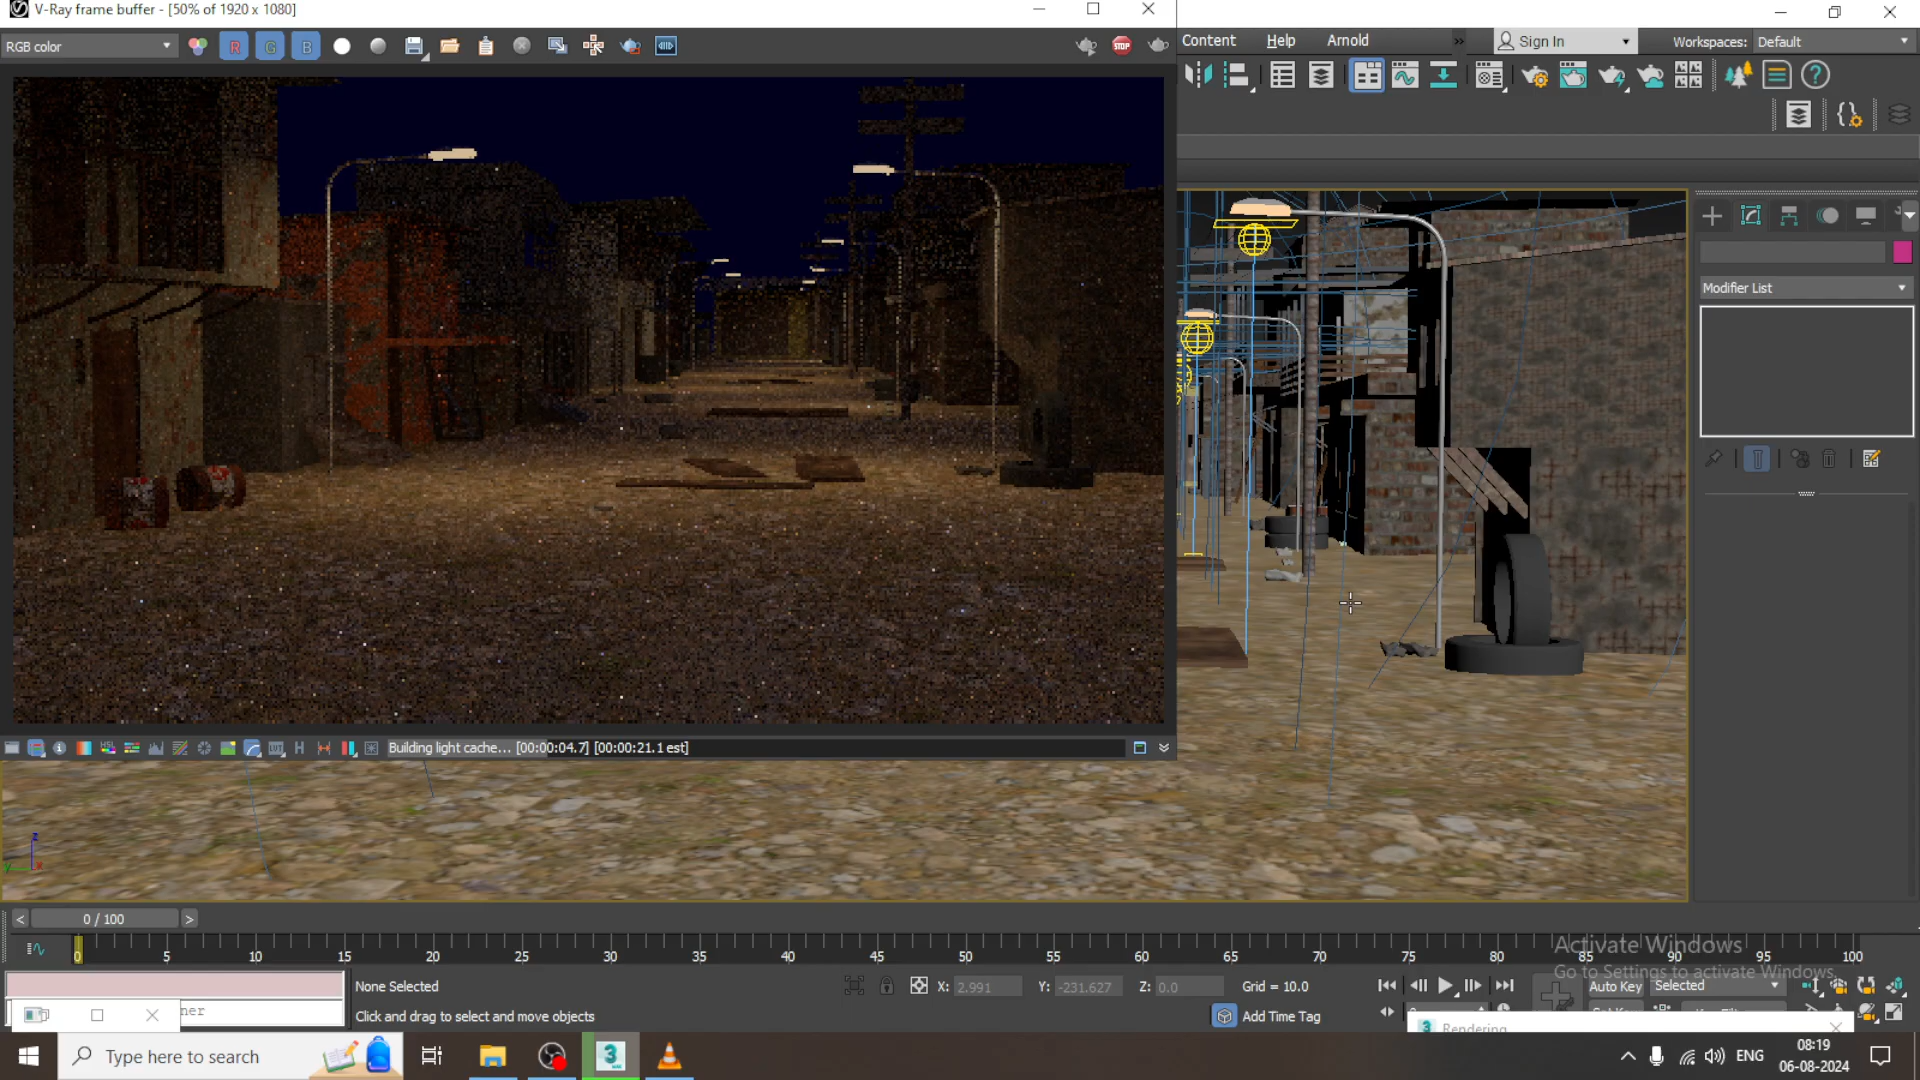 V-Ray frame buffer - [50% of 1920 x 1080]
RGB color
R
G
B
STOP
Content
Help
Arnold
»
Sign In
Workspaces:
Default
Modifier List
HSL
LUT
H
Building light cache... [00:00:04.7] [00:00:21.1 est]
z
y
x
<
0 / 100
>
0
5
10
15
20
25
30
35
40
45
50
55
60
65
70
75
80
85
90
95
100
Activate Windows
Go to Settings to activate Windows.
None Selected
X:
2.991
Y:
-231.627
Z:
0.0
Grid = 10.0
Auto Key
Selected
Click and drag to select and move objects
Add Time Tag
3
Rendering
Type here to search
3
ENG
08:19
06-08-2024